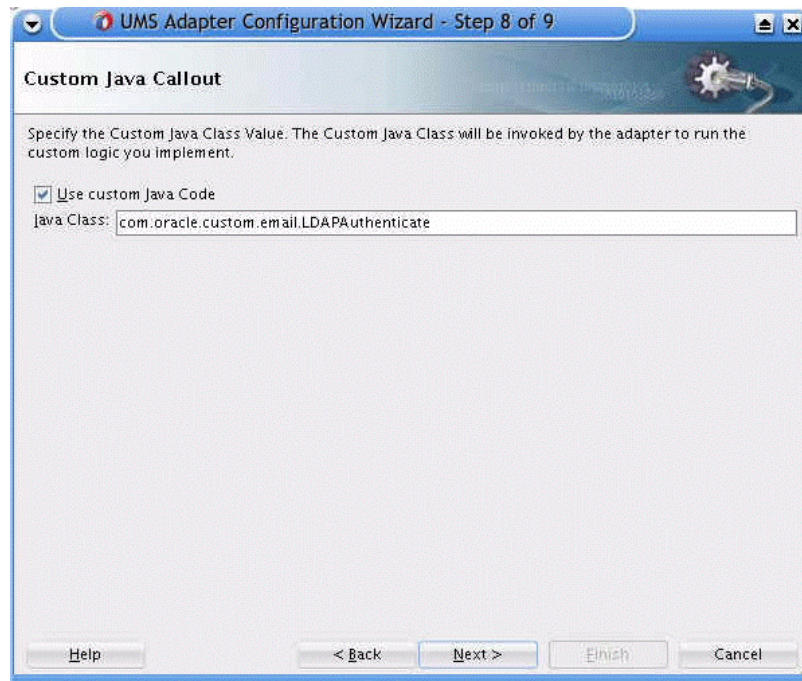 UMS Adapter Configuration Wizard - Step 8 of 9
Custom Java Callout
Specify the Custom Java Class Value. The Custom Java Class will be invoked by the adapter to run the
custom logic you implement.
Use custom Java Code
Java Class: com.oracle.custom.email.LDAPAuthenticate
Help < Back Next > Finish Cancel